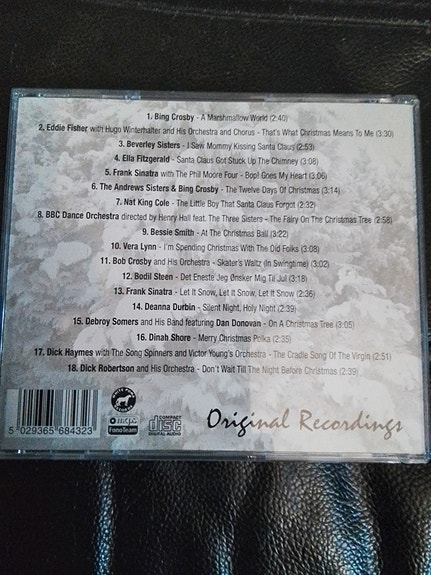 1. Bing Crosby - A Marshmallow World (2:40)
2. Eddie Fisher with Hugo Winterhalter and His Orchestra and Chorus - That's What Christmas Means To Me (3:30)
3. Beverley Sisters - I Saw Mommy Kissing Santa Claus (2:53)
4. Ella Fitzgerald - Santa Claus Got Stuck Up The Chimney (3:08)
5. Frank Sinatra with The Phil Moore Four - Bop! Goes My Heart (3:06)
6. The Andrews Sisters & Bing Crosby - The Twelve Days Of Christmas (3:14)
7. Nat King Cole - The Little Boy That Santa Claus Forgot (2:32)
8. BBC Dance Orchestra directed by Henry Hall feat. The Three Sisters - The Fairy On The Christmas Tree (2:58)
9. Bessie Smith - At The Christmas Ball (3:22)
10. Vera Lynn - I'm Spending Christmas With The Old Folks (3:08)
11. Bob Crosby and His Orchestra - Skater's Waltz (In Swingtime) (3:02)
12. Bodil Steen - Det Eneste Jeg Ønsker Mig Til Jul (3:18)
13. Frank Sinatra - Let It Snow, Let It Snow, Let It Snow (2:36)
14. Deanna Durbin - Silent Night, Holy Night (2:39)
15. Debroy Somers and His Band featuring Dan Donovan - On A Christmas Tree (3:05)
16. Dinah Shore - Merry Christmas Polka (2:35)
17. Dick Haymes with The Song Spinners and Victor Young's Orchestra - The Cradle Song Of The Virgin (2:51)
18. Dick Robertson and His Orchestra - Don't Wait Till The Night Before Christmas (2:39)
mcps
FonoTeam
COMPACT
disc
DIGITAL AUDIO
Original Recordings
5 029365 684323